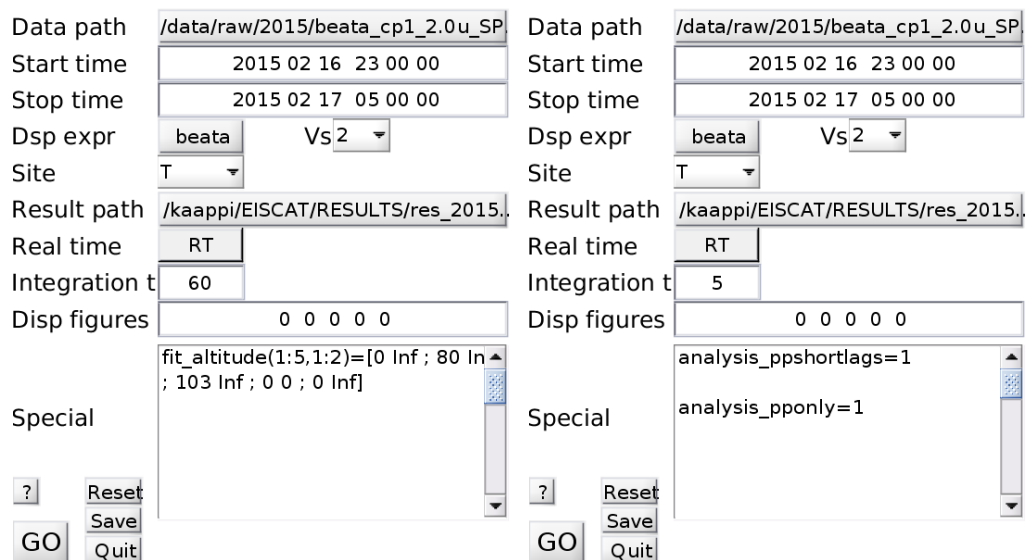 Data path /data/raw/2015/beata_cp1_2.0u_SP.
Start time 2015 02 16 23 00 00
Stop time 2015 02 17 05 00 00
Dsp expr beata Vs 2
Site T
Result path /kaappi/EISCAT/RESULTS/res_2015..
Real time RT
Integration t 60
Disp figures 0 0 0 0 0
Special
fit_altitude(1:5,1:2)=[0 Inf ; 80 In
; 103 Inf ; 0 0 ; 0 Inf]
? Reset
Save
GO Quit
Data path /data/raw/2015/beata_cp1_2.0u_SP.
Start time 2015 02 16 23 00 00
Stop time 2015 02 17 05 00 00
Dsp expr beata Vs 2
Site T
Result path /kaappi/EISCAT/RESULTS/res_2015..
Real time RT
Integration t 5
Disp figures 0 0 0 0 0
Special
analysis_ppshortlags=1
analysis_pponly=1
? Reset
Save
GO Quit